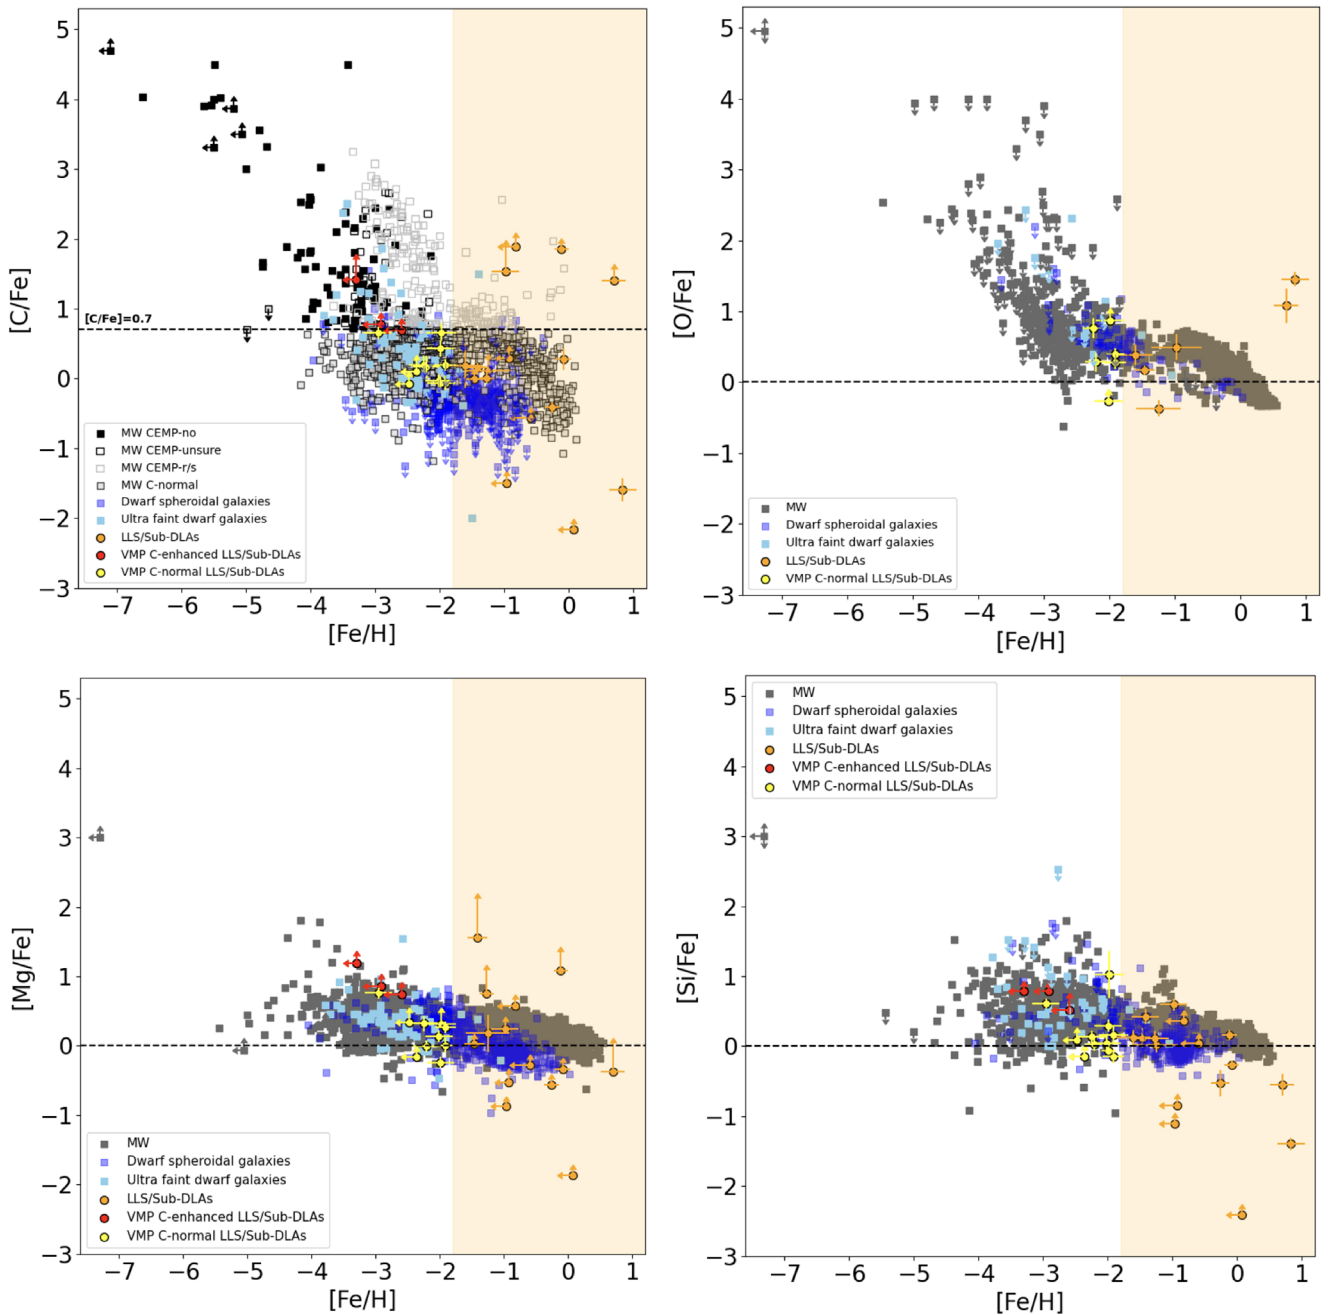 5
4
3
2
1
0
−1
−2
−3
[C/Fe]
[C/Fe]=0.7
MW CEMP-no
MW CEMP-unsure
MW CEMP-r/s
MW C-normal
Dwarf spheroidal galaxies
Ultra faint dwarf galaxies
LLS/Sub-DLAs
VMP C-enhanced LLS/Sub-DLAs
VMP C-normal LLS/Sub-DLAs
−7 −6 −5 −4 −3 −2 −1 0 1
[Fe/H]
5
4
3
2
1
0
−1
−2
−3
[O/Fe]
MW
Dwarf spheroidal galaxies
Ultra faint dwarf galaxies
LLS/Sub-DLAs
VMP C-normal LLS/Sub-DLAs
−7 −6 −5 −4 −3 −2 −1 0 1
[Fe/H]
5
4
3
2
1
0
−1
−2
−3
[Mg/Fe]
MW
Dwarf spheroidal galaxies
Ultra faint dwarf galaxies
LLS/Sub-DLAs
VMP C-enhanced LLS/Sub-DLAs
VMP C-normal LLS/Sub-DLAs
−7 −6 −5 −4 −3 −2 −1 0 1
[Fe/H]
MW
Dwarf spheroidal galaxies
Ultra faint dwarf galaxies
LLS/Sub-DLAs
VMP C-enhanced LLS/Sub-DLAs
VMP C-normal LLS/Sub-DLAs
5
4
3
2
1
0
−1
−2
−3
[Si/Fe]
−7 −6 −5 −4 −3 −2 −1 0 1
[Fe/H]